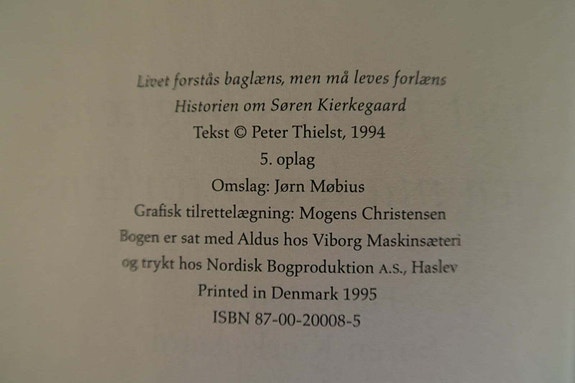 Livet forstås baglæns, men må leves forlæns
Historien om Søren Kierkegaard
Tekst © Peter Thielst, 1994
5. oplag
Omslag: Jørn Møbius
Grafisk tilrettelægning: Mogens Christensen
Bogen er sat med Aldus hos Viborg Maskinsæteri
og trykt hos Nordisk Bogproduktion A.S., Haslev
Printed in Denmark 1995
ISBN 87-00-20008-5